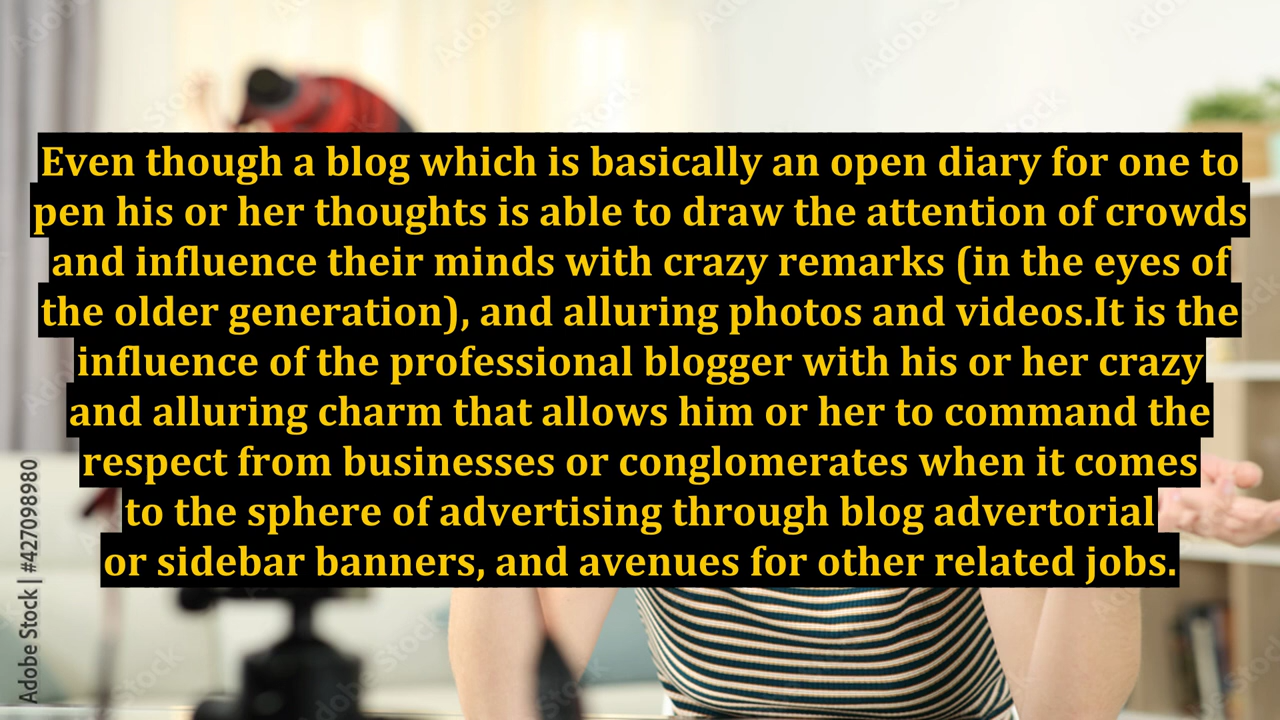 Even though a blog which is basically an open diary for one to
pen his or her thoughts is able to draw the attention of crowds
and influence their minds with crazy remarks (in the eyes of
the older generation), and alluring photos and videos.It is the
influence of the professional blogger with his or her crazy
and alluring charm that allows him or her to command the
respect from businesses or conglomerates when it comes
to the sphere of advertising through blog advertorial
or sidebar banners, and avenues for other related jobs.
Adobe Stock | #427098980